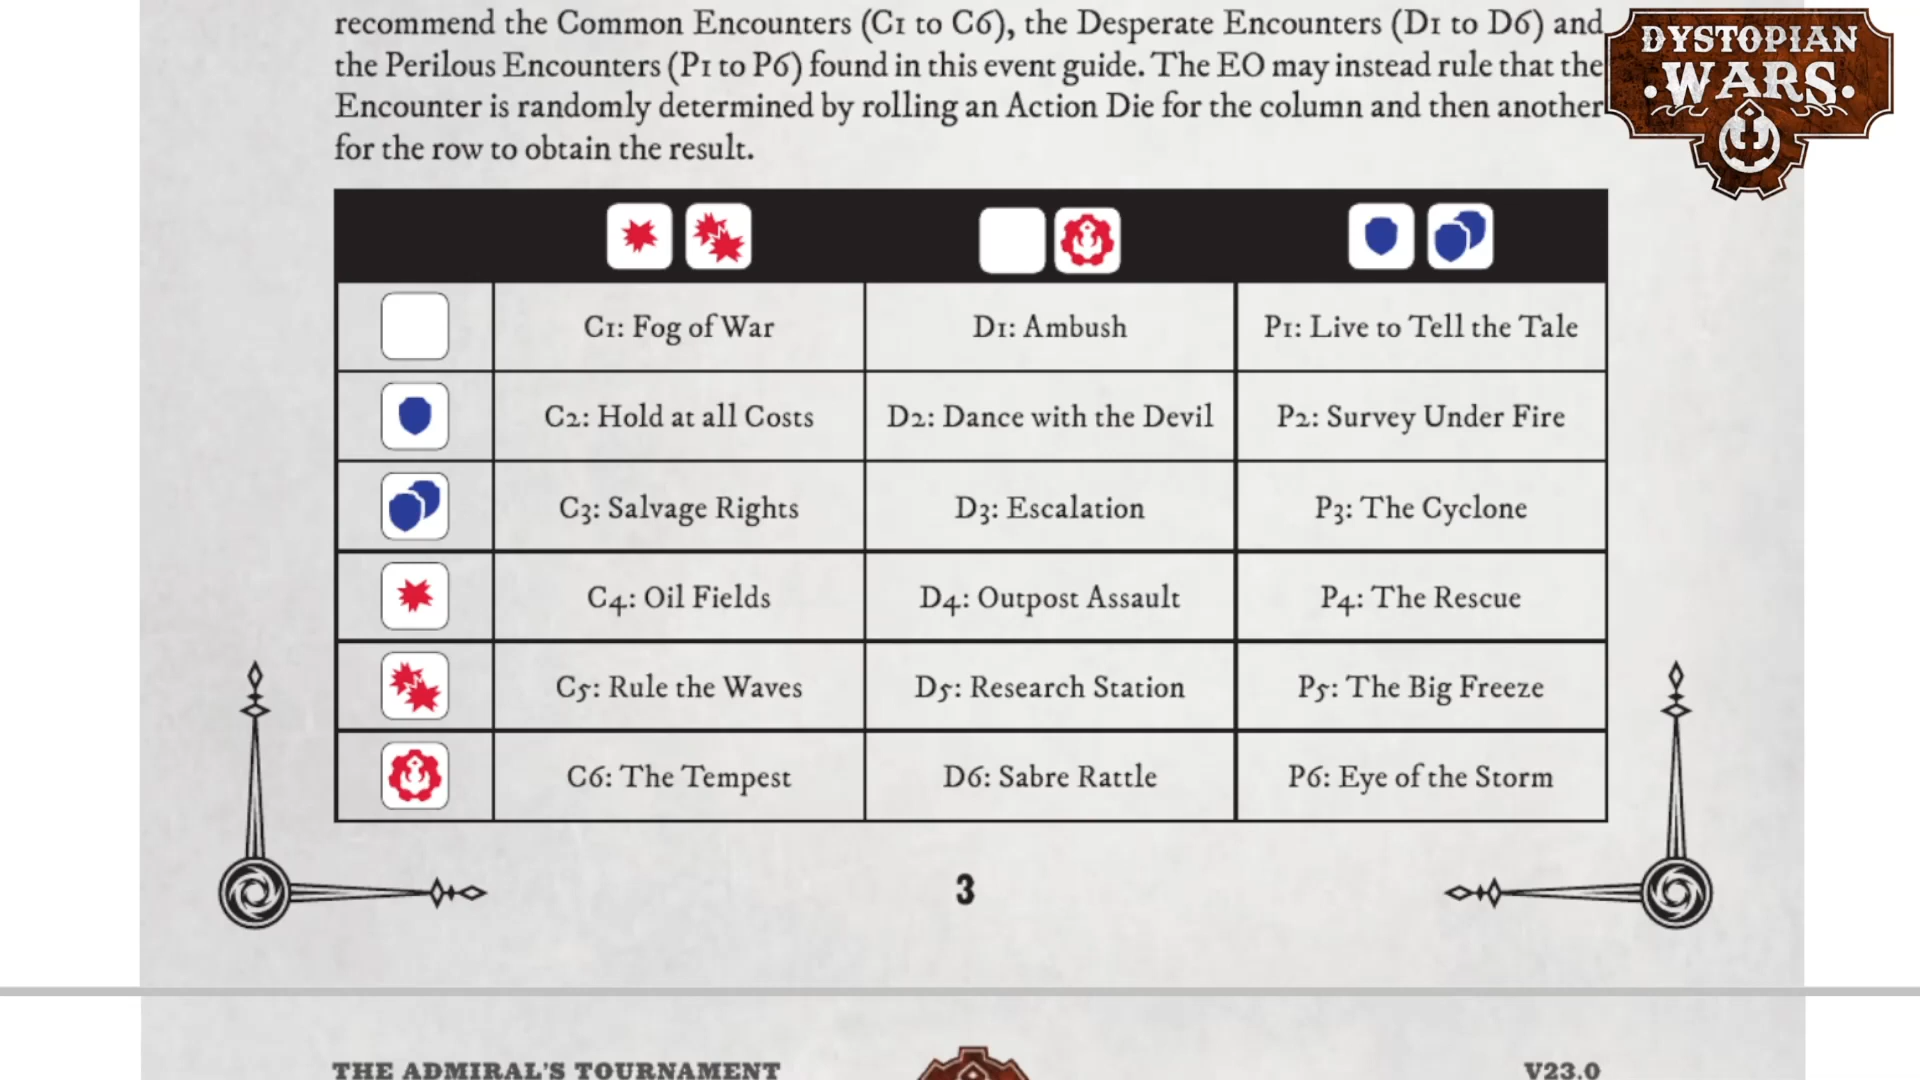 recommend the Common Encounters (C1 to C6), the Desperate Encounters (D1 to D6) and
the Perilous Encounters (P1 to P6) found in this event guide. The EO may instead rule that the
Encounter is randomly determined by rolling an Action Die for the column and then another
for the row to obtain the result.
DYSTOPIAN
WARS
C1: Fog of War
D1: Ambush
P1: Live to Tell the Tale
C2: Hold at all Costs
D2: Dance with the Devil
P2: Survey Under Fire
C3: Salvage Rights
D3: Escalation
P3: The Cyclone
C4: Oil Fields
D4: Outpost Assault
P4: The Rescue
C5: Rule the Waves
D5: Research Station
P5: The Big Freeze
C6: The Tempest
D6: Sabre Rattle
P6: Eye of the Storm
3
THE ADMIRAL'S TOURNAMENT
V23.0